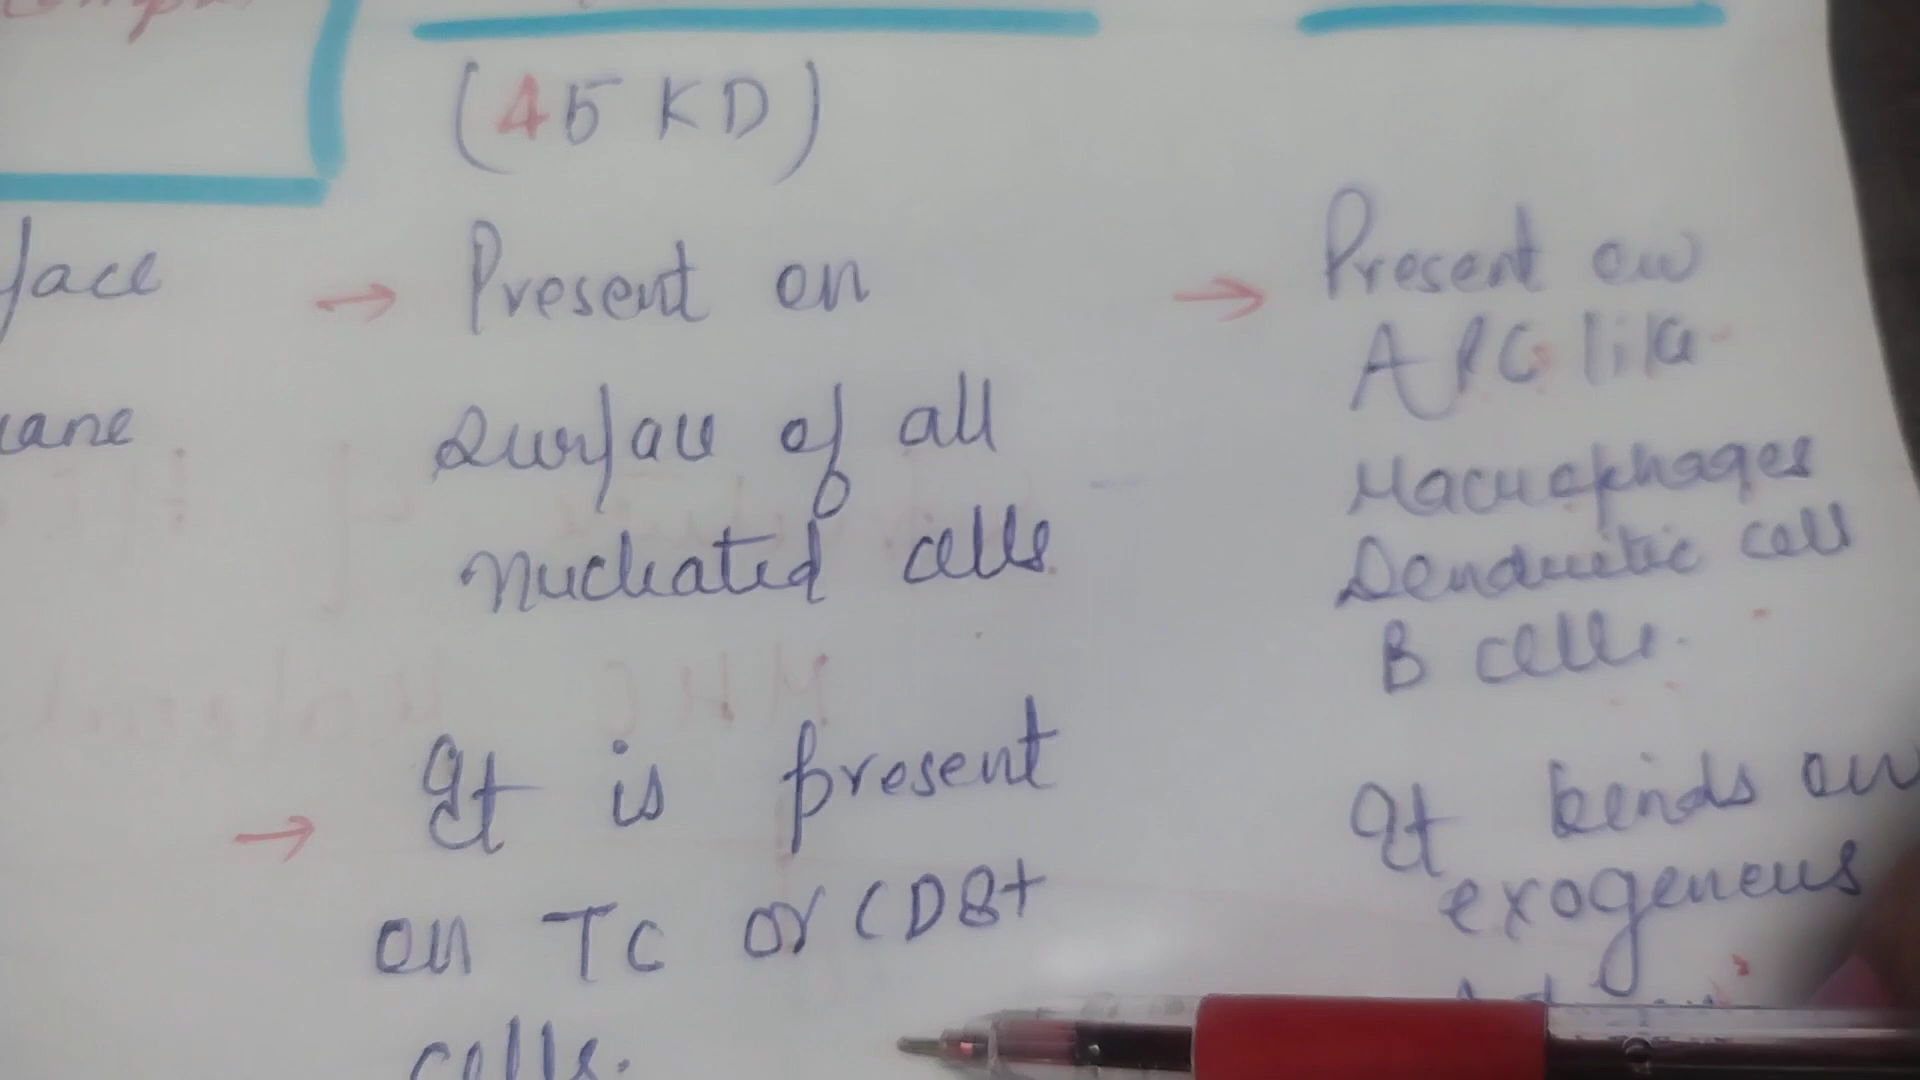 (45 KD)
face
ane
→ Present on
Surface of all
nucleated cells.
→ It is present
on TC or CD8+
cells.
→ Present on
APC like
Macrophages
Dendritic cell
B cells.
It binds on
exogeneous